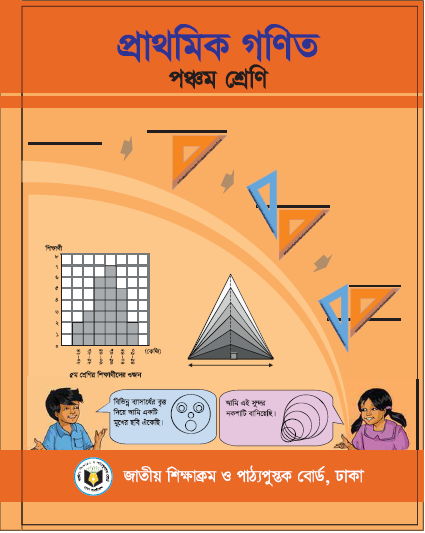 প্রাথমিক গণিত
পঞ্চম শ্রেণি
শিক্ষার্থী
৮
৭
৬
৫
৪
৩
২
১
০
(কেজি)
৫ম শ্রেণির শিক্ষার্থীদের ওজন
বিভিন্ন ব্যাসার্ধের বৃত্ত
দিয়ে আমি একটি
মুখের ছবি এঁকেছি।
আমি এই সুন্দর
নকশাটি বানিয়েছি।
জাতীয় শিক্ষাক্রম ও পাঠ্যপুস্তক বোর্ড, ঢাকা